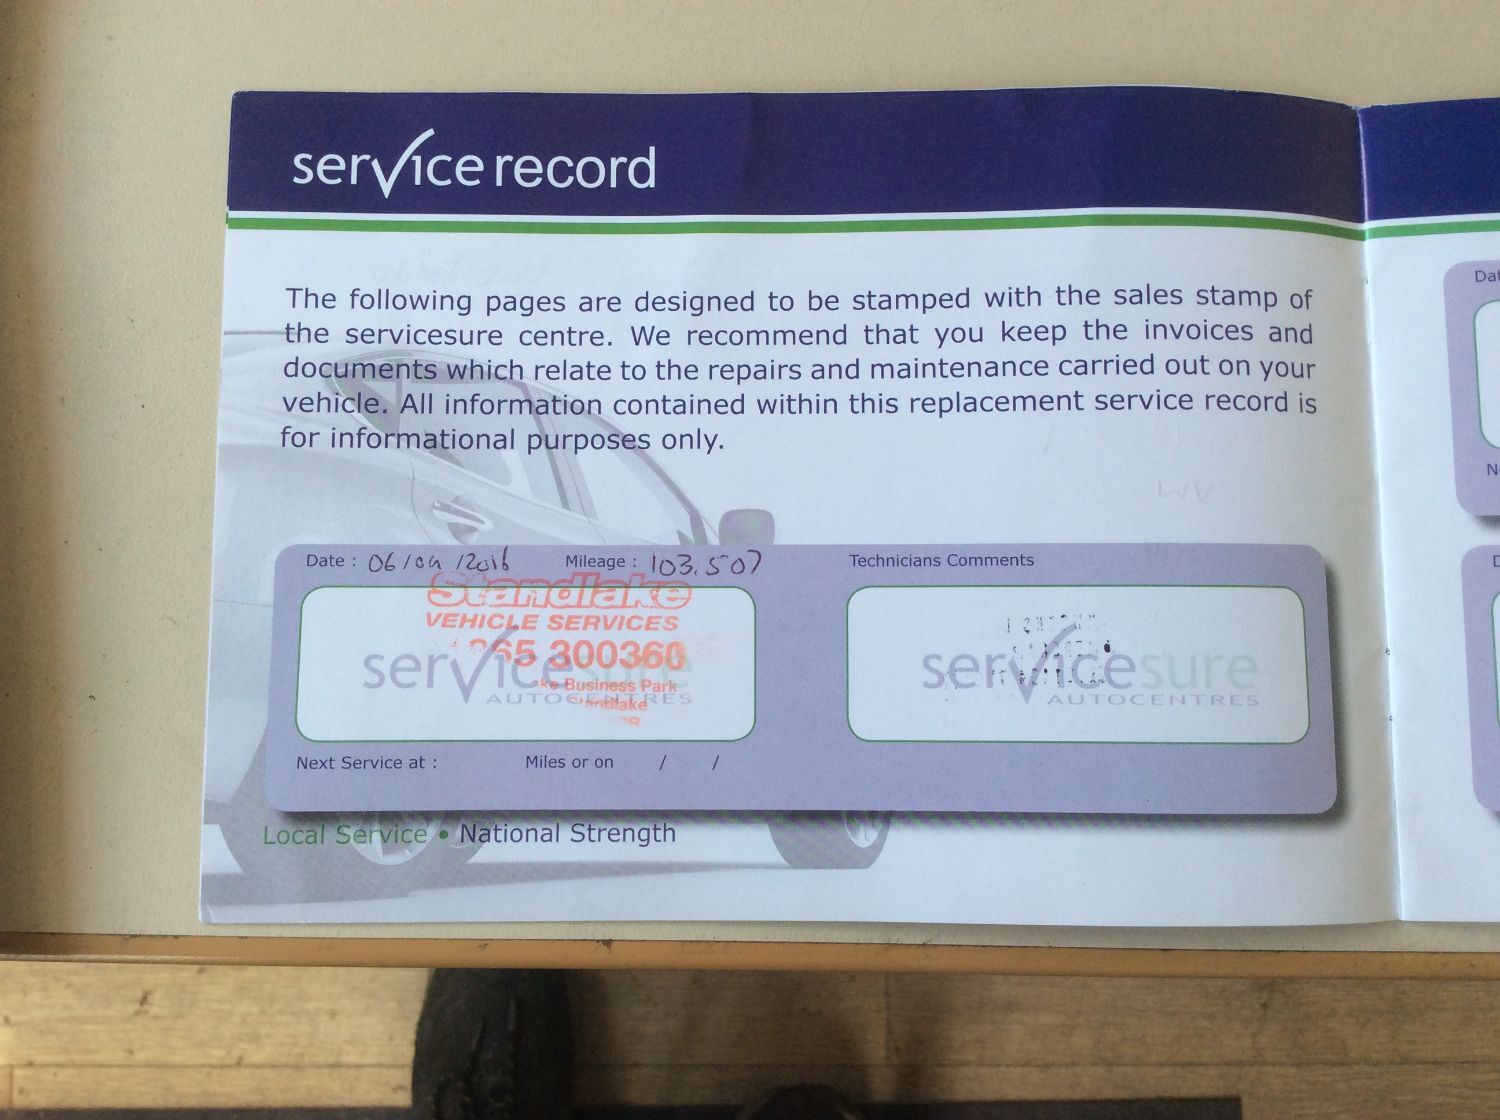 service record
The following pages are designed to be stamped with the sales stamp of
the servicesure centre. We recommend that you keep the invoices and
documents which relate to the repairs and maintenance carried out on your
vehicle. All information contained within this replacement service record is
for informational purposes only.
Date : 06/09/2016 Mileage : 103,507 Technicians Comments
Standlake
VEHICLE SERVICES
65 300360
servicesure
Business Park
AUTOCENTRES
Standlake
servicesure
AUTOCENTRES
Next Service at : Miles or on / /
Local Service • National Strength